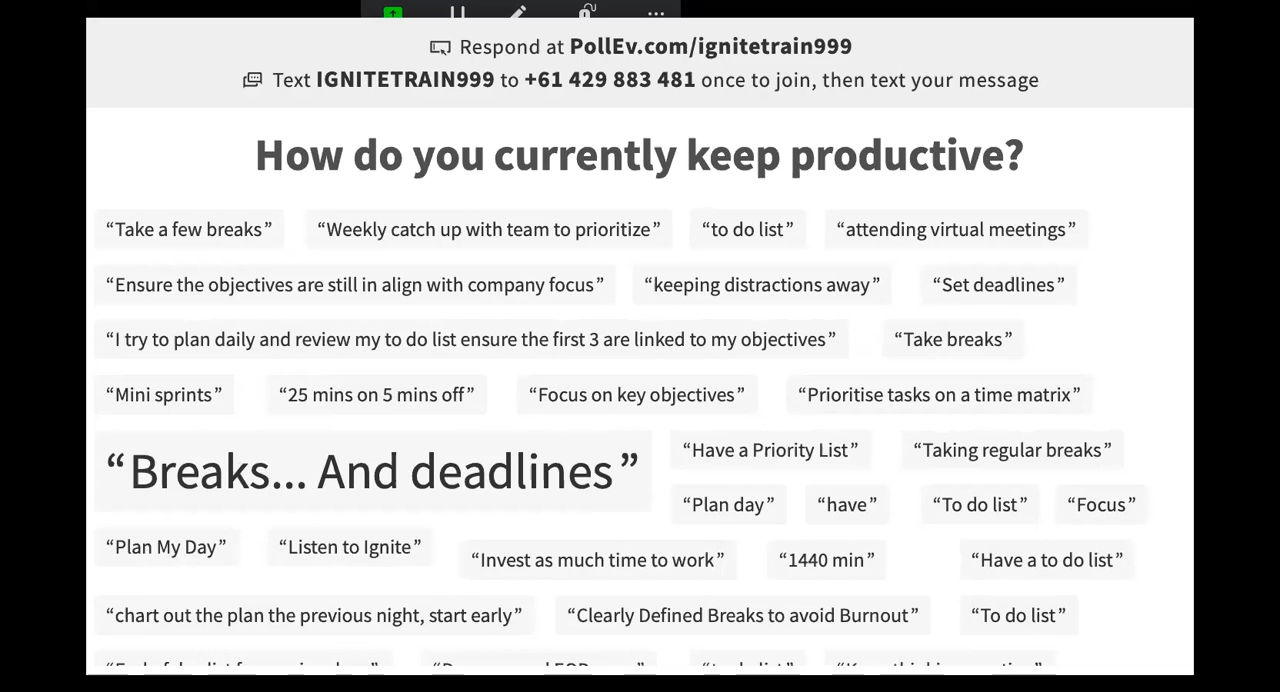 Respond at PollEv.com/ignitetrain999
Text IGNITETRAIN999 to +61 429 883 481 once to join, then text your message
How do you currently keep productive?
“Take a few breaks” “Weekly catch up with team to prioritize” “to do list” “attending virtual meetings”
“Ensure the objectives are still in align with company focus” “keeping distractions away” “Set deadlines”
“I try to plan daily and review my to do list ensure the first 3 are linked to my objectives” “Take breaks”
“Mini sprints” “25 mins on 5 mins off” “Focus on key objectives” “Prioritise tasks on a time matrix”
“Breaks... And deadlines” “Have a Priority List” “Taking regular breaks”
“Plan day” “have” “To do list” “Focus”
“Plan My Day” “Listen to Ignite” “Invest as much time to work” “1440 min” “Have a to do list”
“chart out the plan the previous night, start early” “Clearly Defined Breaks to avoid Burnout” “To do list”